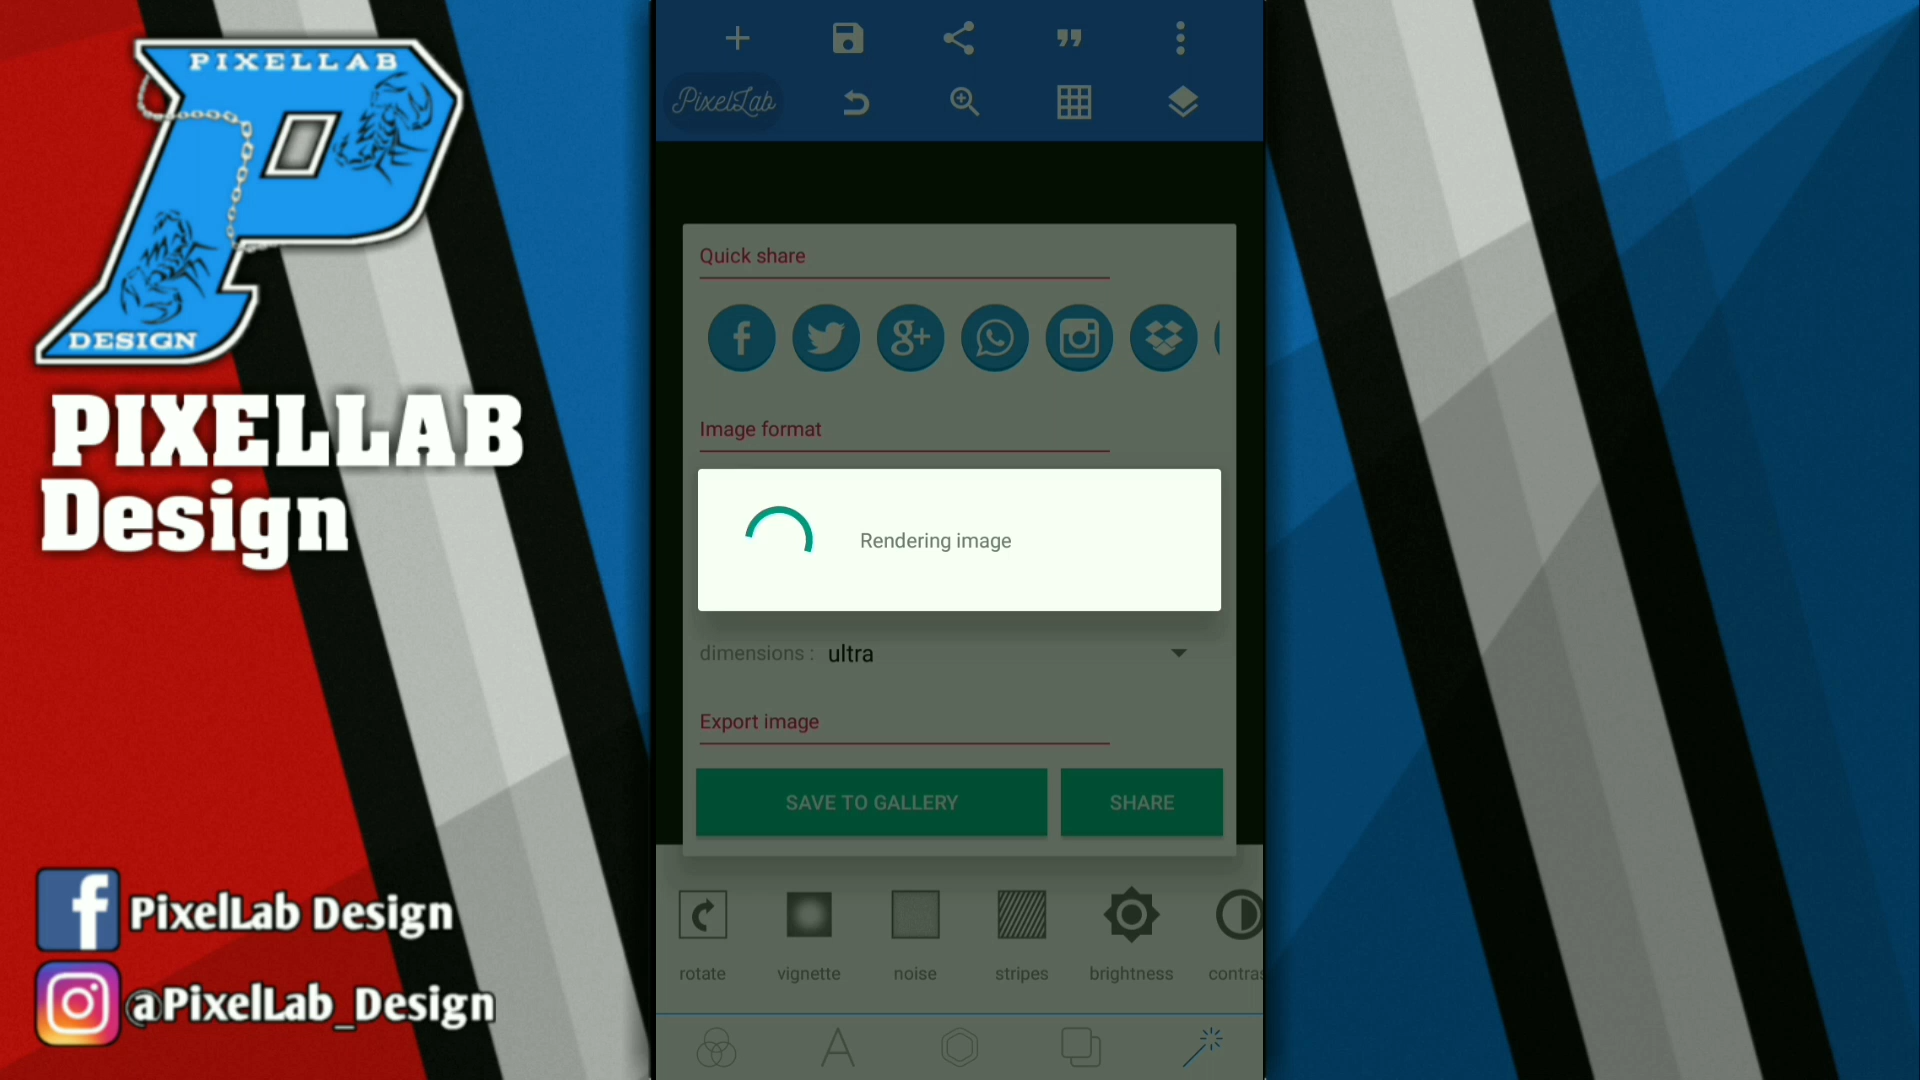 PIXELLAB
DESIGN
PIXELLAB
Design
PixelLab Design
@PixelLab_Design
PixelLab
Quick share
Image format
Rendering image
dimensions : ultra
Export image
SAVE TO GALLERY
SHARE
rotate
vignette
noise
stripes
brightness
contras